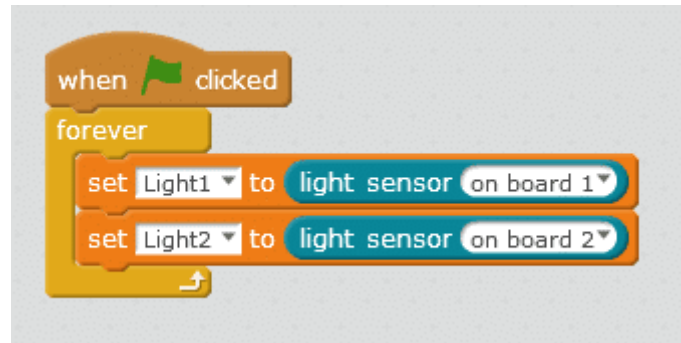 when clicked
forever
set Light1 to light sensor on board 1
set Light2 to light sensor on board 2